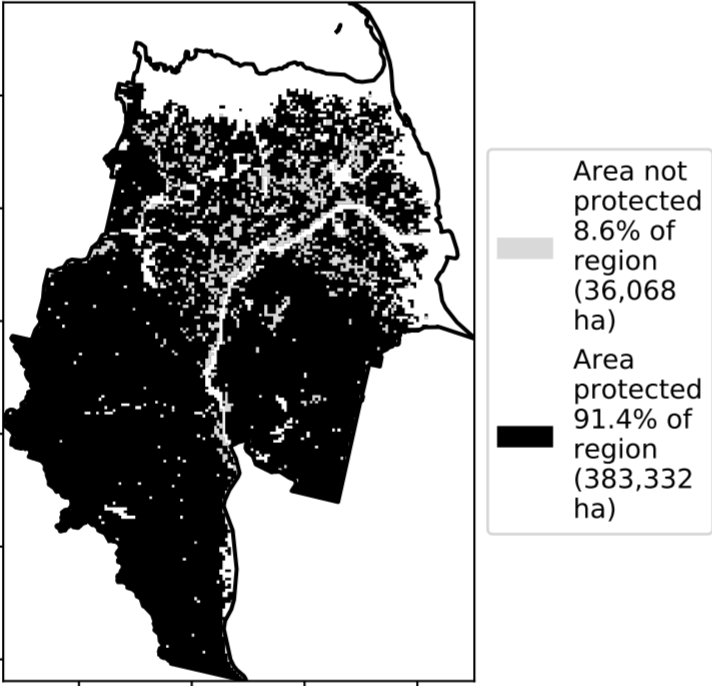 Area not
protected
8.6% of
region
(36,068
ha)
Area
protected
91.4% of
region
(383,332
ha)